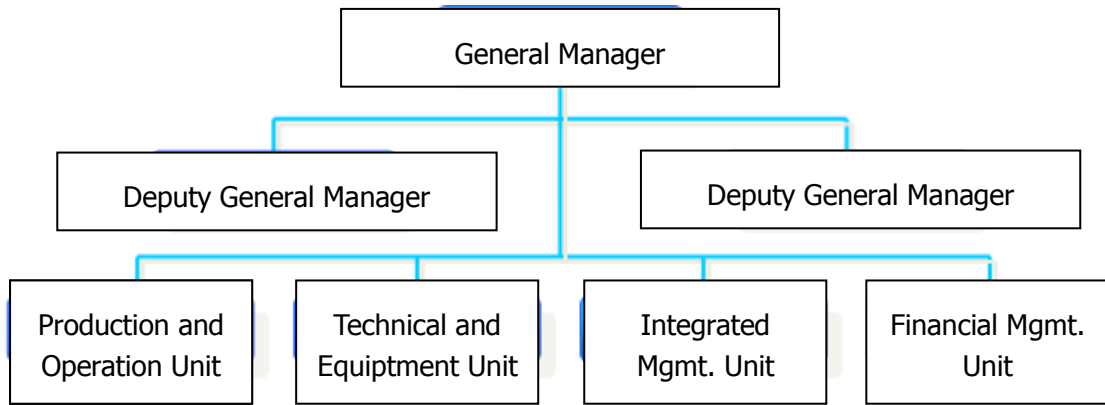 General Manager
Deputy General Manager
Deputy General Manager
Production and
Operation Unit
Technical and
Equiptment Unit
Integrated
Mgmt. Unit
Financial Mgmt.
Unit